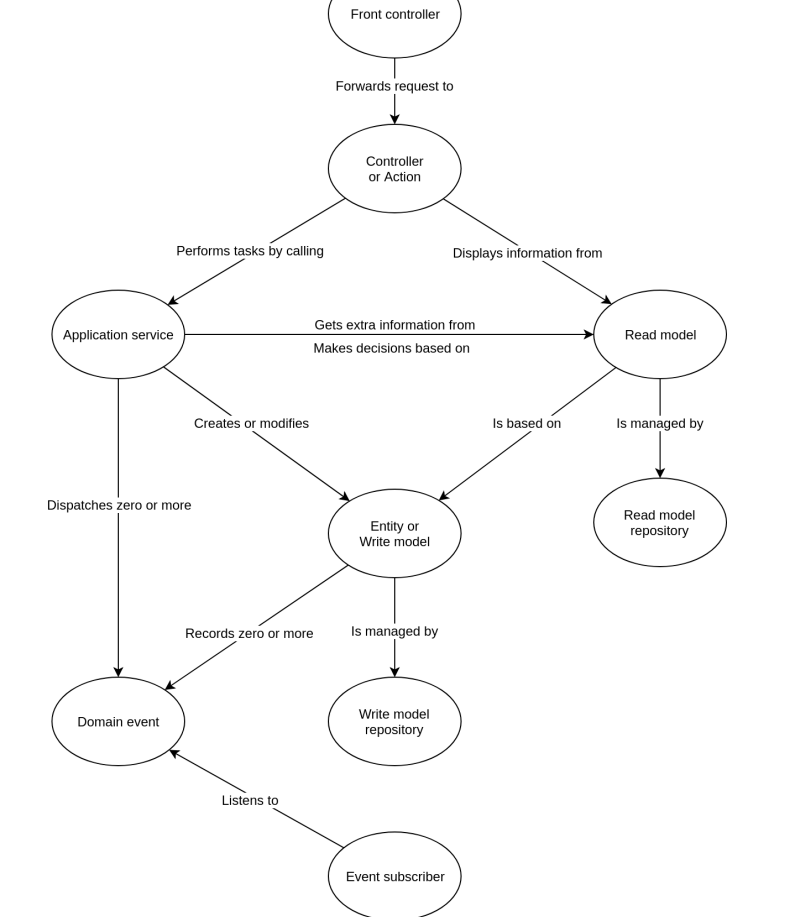 Front controller
Forwards request to
Controller
or Action
Performs tasks by calling
Displays information from
Application service
Gets extra information from
Makes decisions based on
Read model
Creates or modifies
Is based on
Is managed by
Dispatches zero or more
Entity or
Write model
Read model
repository
Records zero or more
Is managed by
Domain event
Write model
repository
Listens to
Event subscriber